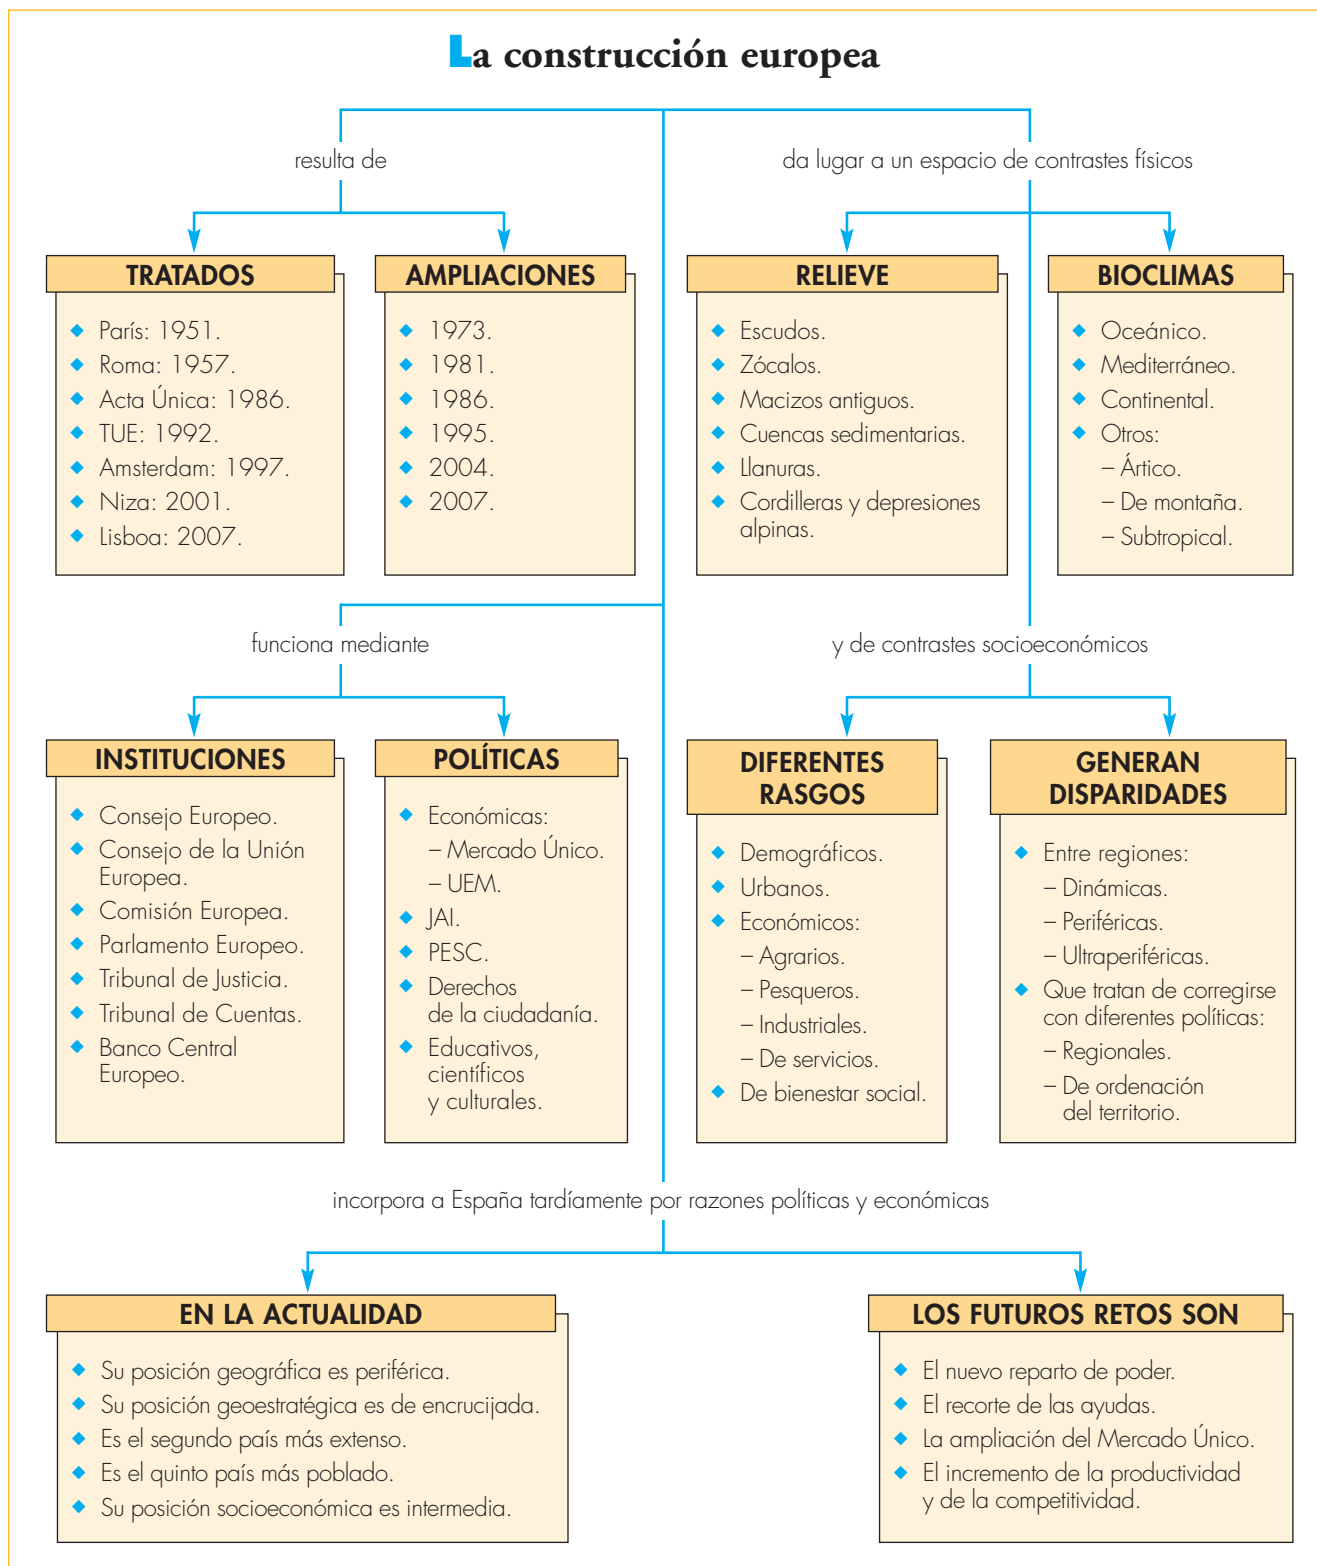 La construcción europea
resulta de
TRATADOS
◆ París: 1951.
◆ Roma: 1957.
◆ Acta Única: 1986.
◆ TUE: 1992.
◆ Amsterdam: 1997.
◆ Niza: 2001.
◆ Lisboa: 2007.
AMPLIACIONES
◆ 1973.
◆ 1981.
◆ 1986.
◆ 1995.
◆ 2004.
◆ 2007.
da lugar a un espacio de contrastes físicos
RELIEVE
◆ Escudos.
◆ Zócalos.
◆ Macizos antiguos.
◆ Cuencas sedimentarias.
◆ Llanuras.
◆ Cordilleras y depresiones
alpinas.
BIOCLIMAS
◆ Oceánico.
◆ Mediterráneo.
◆ Continental.
◆ Otros:
– Ártico.
– De montaña.
– Subtropical.
funciona mediante
INSTITUCIONES
◆ Consejo Europeo.
◆ Consejo de la Unión
Europea.
◆ Comisión Europea.
◆ Parlamento Europeo.
◆ Tribunal de Justicia.
◆ Tribunal de Cuentas.
◆ Banco Central
Europeo.
POLÍTICAS
◆ Económicas:
– Mercado Único.
– UEM.
◆ JAI.
◆ PESC.
◆ Derechos
de la ciudadanía.
◆ Educativos,
científicos
y culturales.
y de contrastes socioeconómicos
DIFERENTES
RASGOS
◆ Demográficos.
◆ Urbanos.
◆ Económicos:
– Agrarios.
– Pesqueros.
– Industriales.
– De servicios.
◆ De bienestar social.
GENERAN
DISPARIDADES
◆ Entre regiones:
– Dinámicas.
– Periféricas.
– Ultraperiféricas.
◆ Que tratan de corregirse
con diferentes políticas:
– Regionales.
– De ordenación
del territorio.
incorpora a España tardíamente por razones políticas y económicas
EN LA ACTUALIDAD
◆ Su posición geográfica es periférica.
◆ Su posición geoestratégica es de encrucijada.
◆ Es el segundo país más extenso.
◆ Es el quinto país más poblado.
◆ Su posición socioeconómica es intermedia.
LOS FUTUROS RETOS SON
◆ El nuevo reparto de poder.
◆ El recorte de las ayudas.
◆ La ampliación del Mercado Único.
◆ El incremento de la productividad
y de la competitividad.